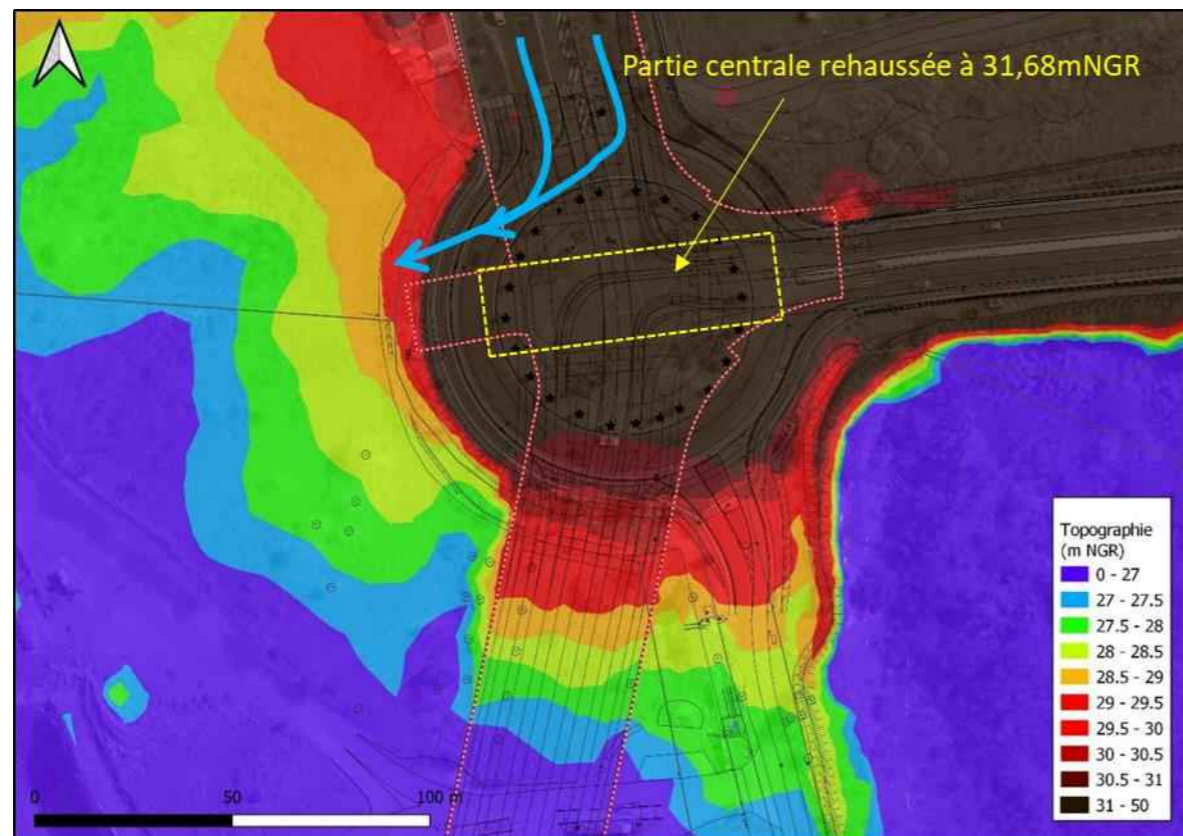 Partie centrale rehaussée à 31,68mNGR
Topographie
(m NGR)
0 - 27
27 - 27.5
27.5 - 28
28 - 28.5
28.5 - 29
29 - 29.5
29.5 - 30
30 - 30.5
30.5 - 31
31 - 50
0 50 100 m